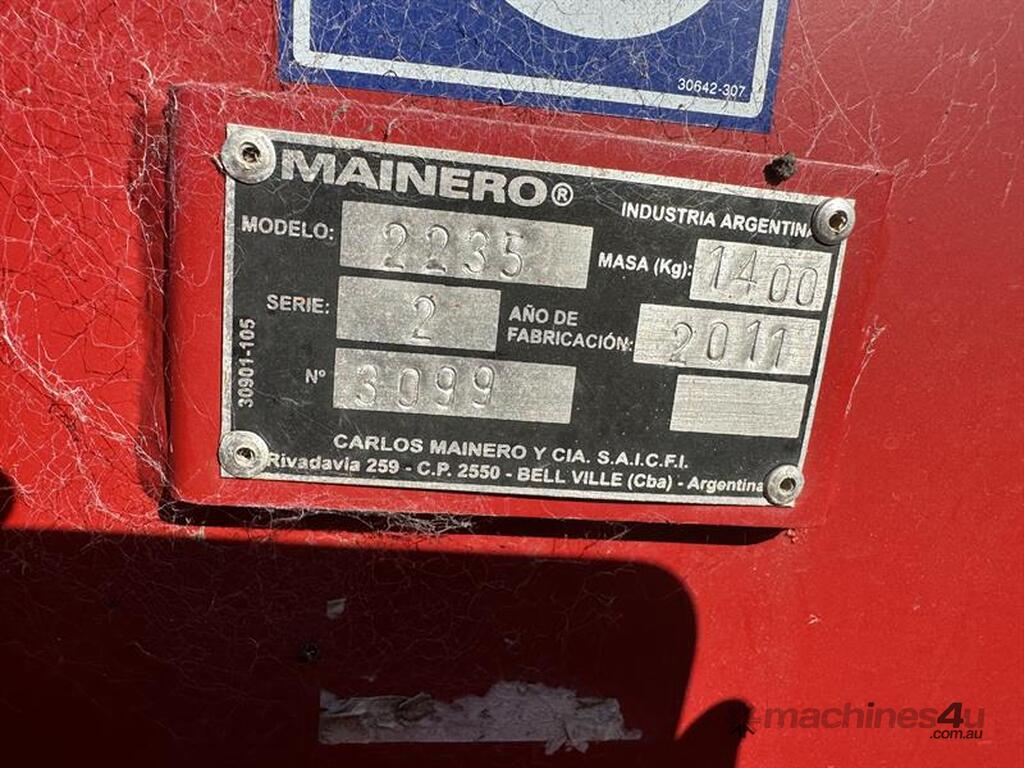 30642-307
MAINERO®
INDUSTRIA ARGENTINA
MODELO: 2235
MASA (Kg): 1400
SERIE: 2
AÑO DE
FABRICACIÓN: 2011
Nº 3099
30901-105
CARLOS MAINERO Y CIA. S.A.I.C.F.I.
Rivadavia 259 - C.P. 2550 - BELL VILLE (Cba) - Argentina
machines4u
.com.au